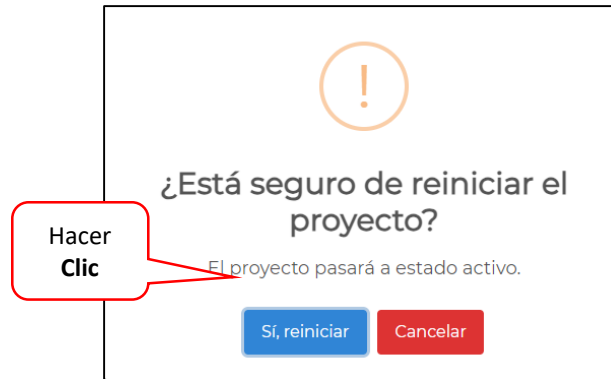 !
¿Está seguro de reiniciar el
proyecto?
Hacer
Clic
El proyecto pasará a estado activo.
Sí, reiniciar
Cancelar